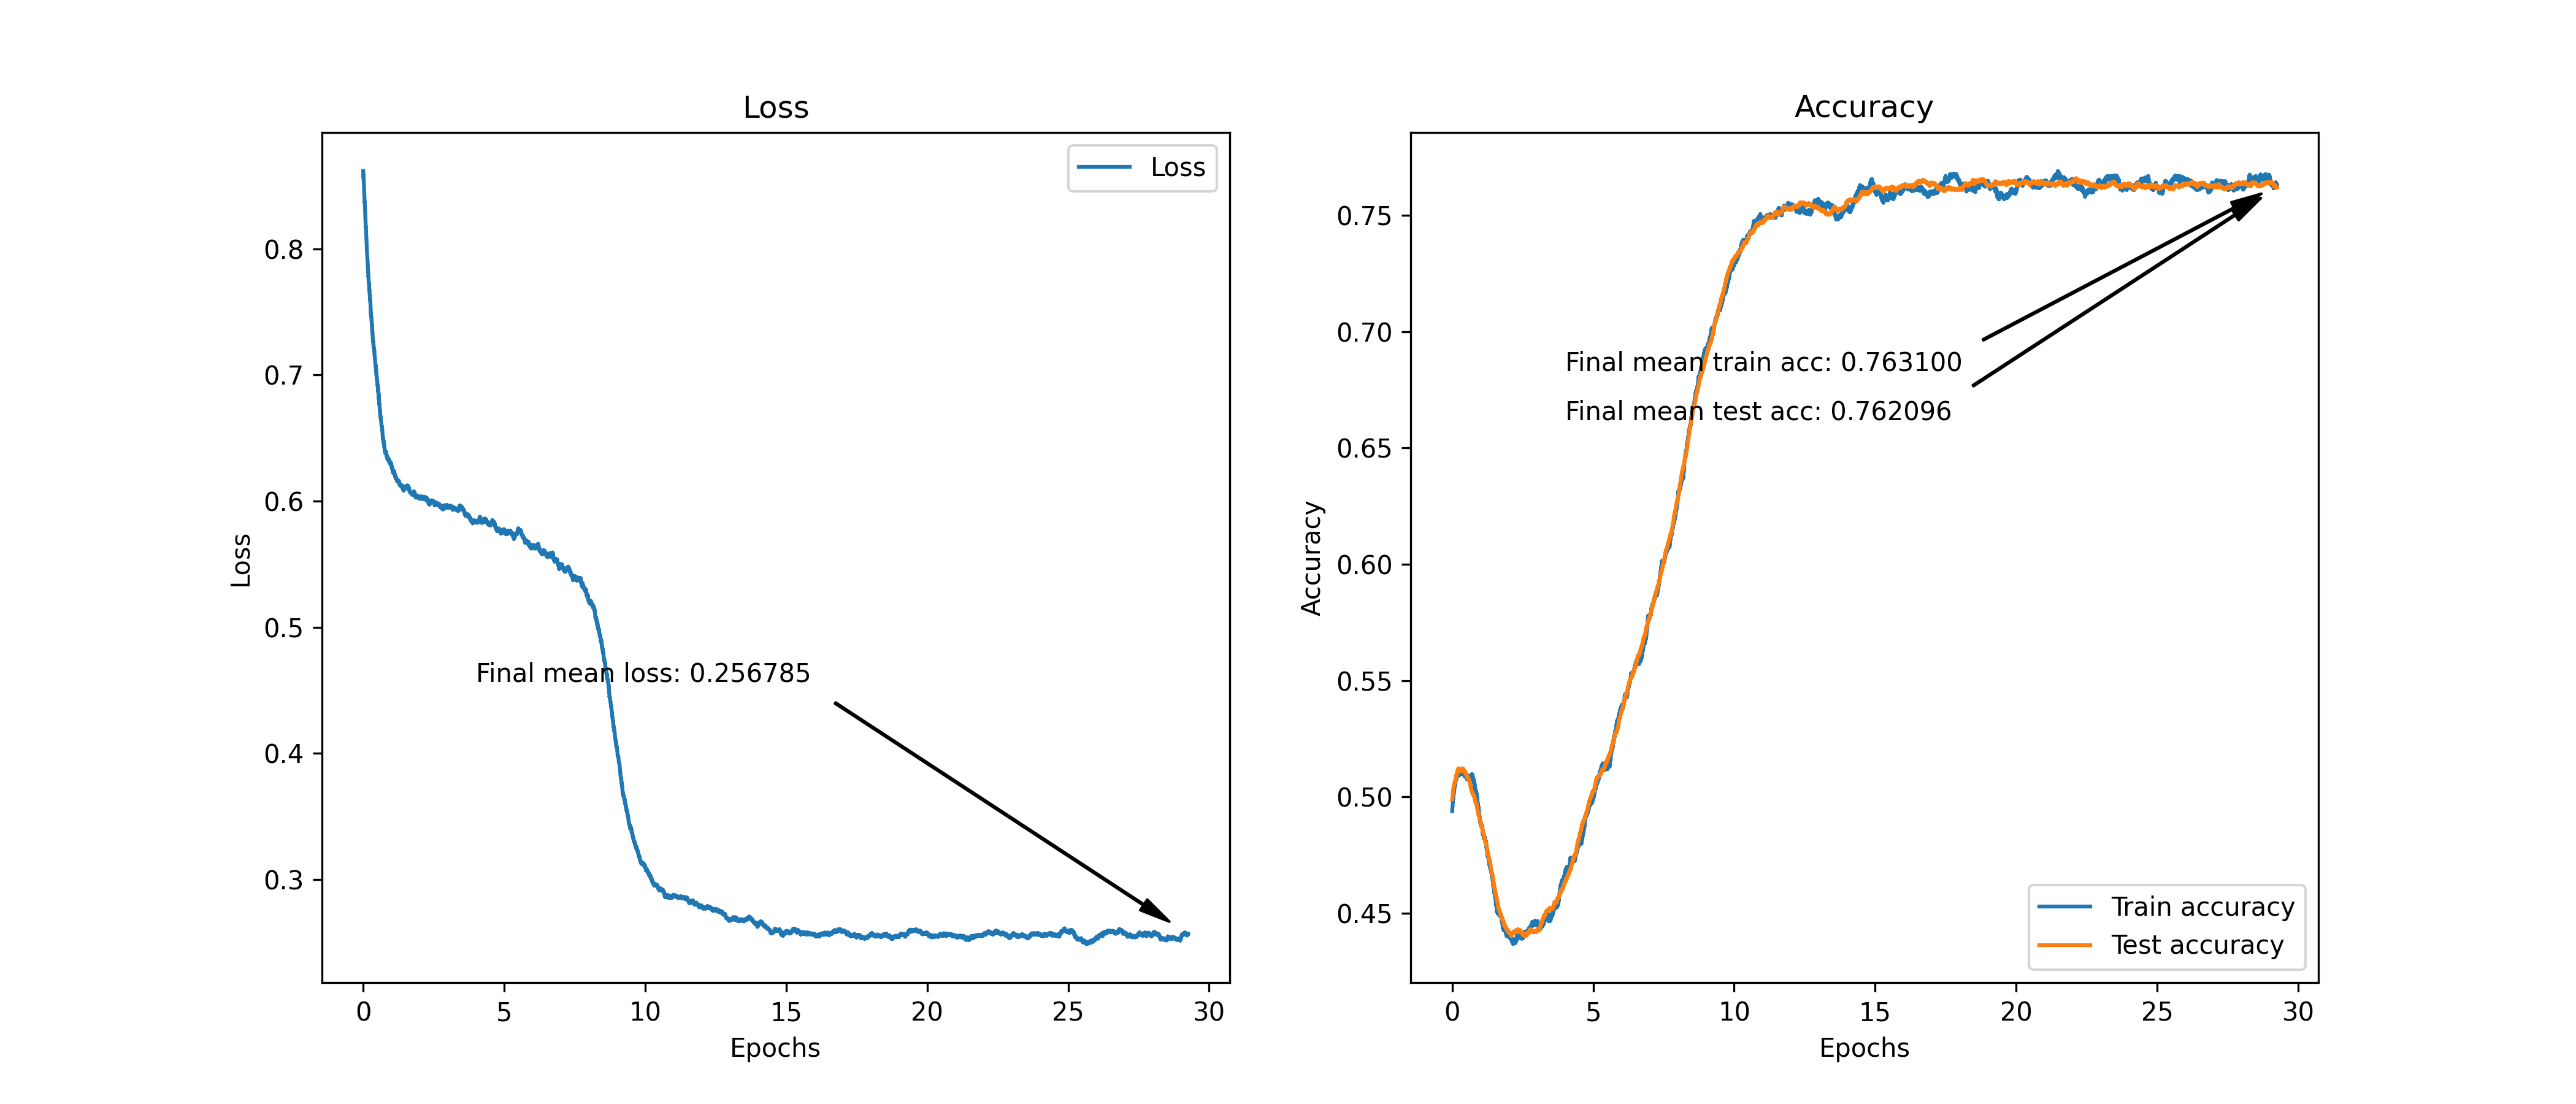 Loss
Loss
0.8
0.7
0.6
0.5
0.4
0.3
Loss
Final mean loss: 0.256785
0 5 10 15 20 25 30
Epochs
Accuracy
0.75
0.70
0.65
0.60
0.55
0.50
0.45
Accuracy
Final mean train acc: 0.763100
Final mean test acc: 0.762096
Train accuracy
Test accuracy
0 5 10 15 20 25 30
Epochs